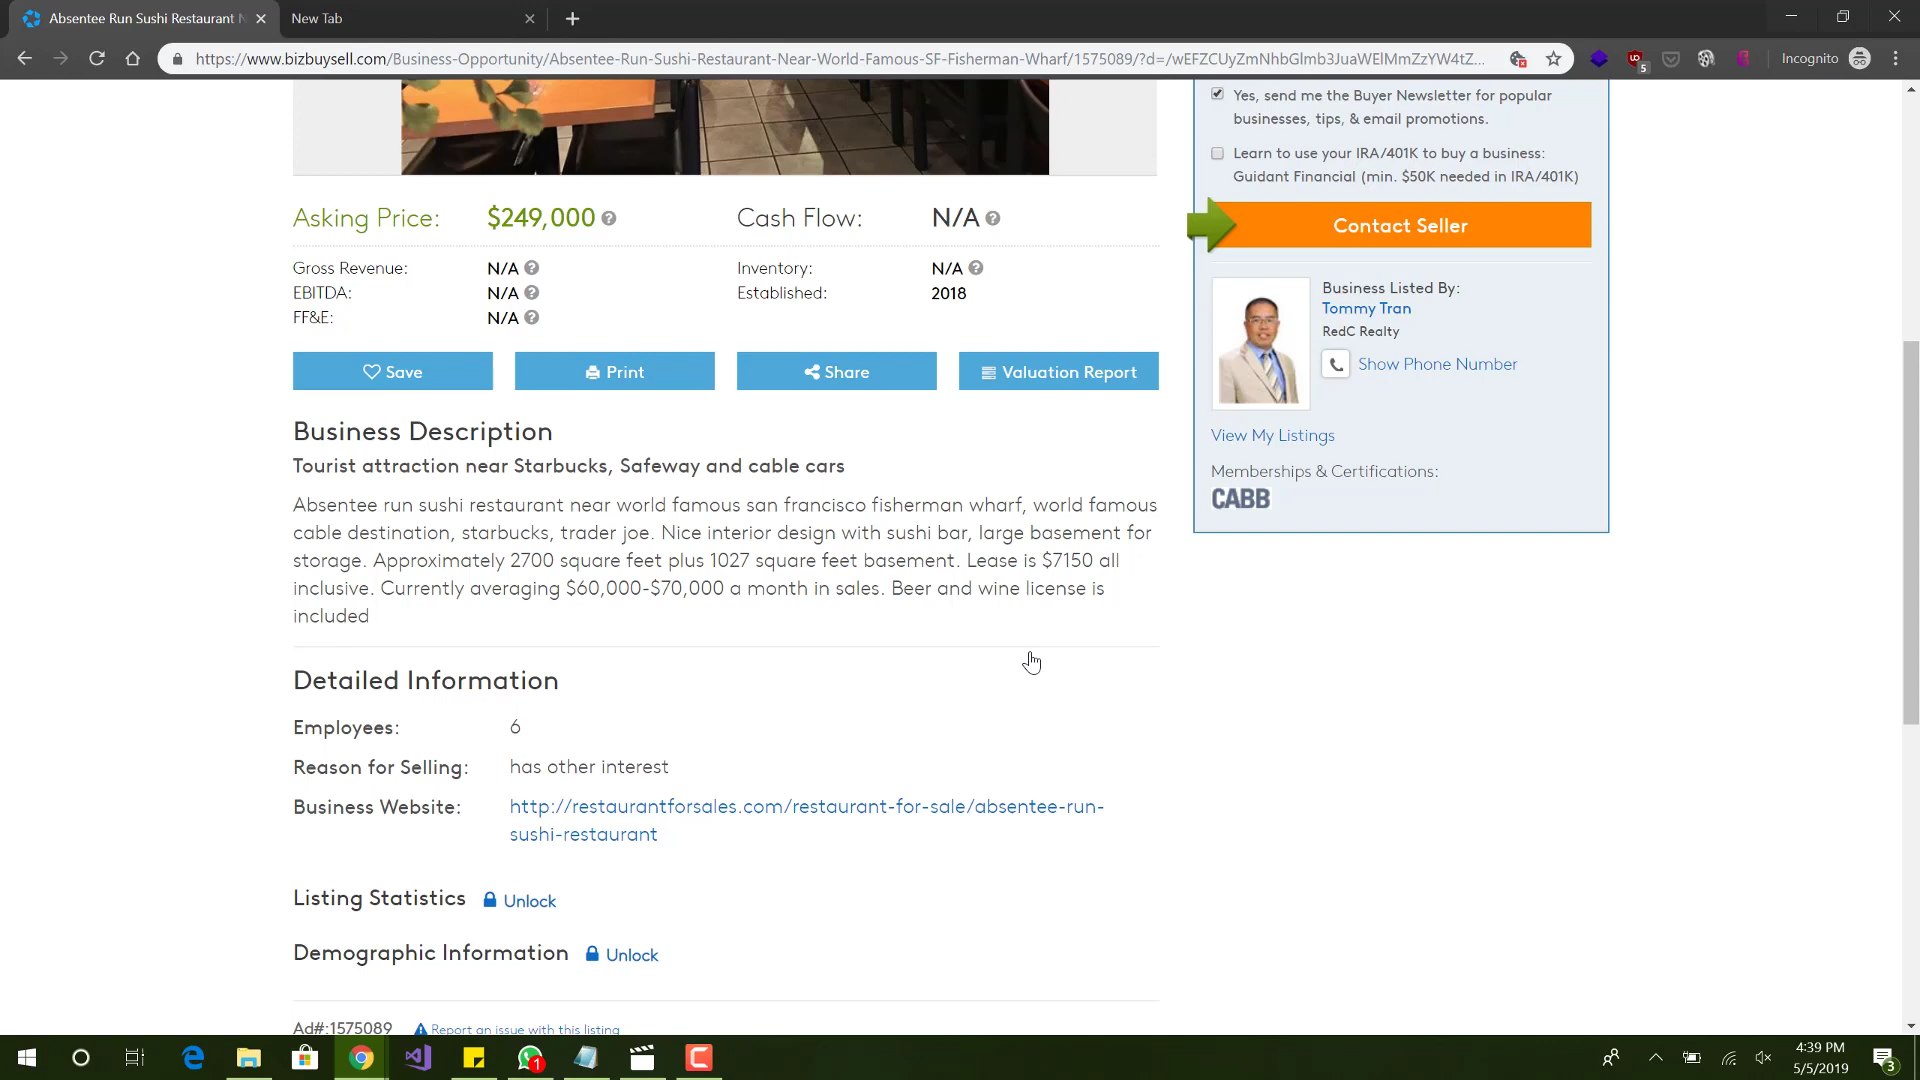 Absentee Run Sushi Restaurant N
New Tab
https://www.bizbuysell.com/Business-Opportunity/Absentee-Run-Sushi-Restaurant-Near-World-Famous-SF-Fisherman-Wharf/1575089/?d=/wEFZCUyZmNhbGlmb3JuaWElMmZzYW4tZ...
5
Incognito
Yes, send me the Buyer Newsletter for popular
businesses, tips, & email promotions.
Learn to use your IRA/401K to buy a business:
Guidant Financial (min. $50K needed in IRA/401K)
Contact Seller
Business Listed By:
Tommy Tran
RedC Realty
Show Phone Number
View My Listings
Memberships & Certifications:
CABB
Asking Price: $249,000 ? Cash Flow: N/A ?
Gross Revenue: N/A ? Inventory: N/A ?
EBITDA: N/A ? Established: 2018
FF&E: N/A ?
Save Print Share Valuation Report
Business Description
Tourist attraction near Starbucks, Safeway and cable cars
Absentee run sushi restaurant near world famous san francisco fisherman wharf, world famous
cable destination, starbucks, trader joe. Nice interior design with sushi bar, large basement for
storage. Approximately 2700 square feet plus 1027 square feet basement. Lease is $7150 all
inclusive. Currently averaging $60,000-$70,000 a month in sales. Beer and wine license is
included
Detailed Information
Employees: 6
Reason for Selling: has other interest
Business Website: http://restaurantforsales.com/restaurant-for-sale/absentee-run-
sushi-restaurant
Listing Statistics Unlock
Demographic Information Unlock
Ad#:1575089 Report an issue with this listing
1
4:39 PM
5/5/2019
3